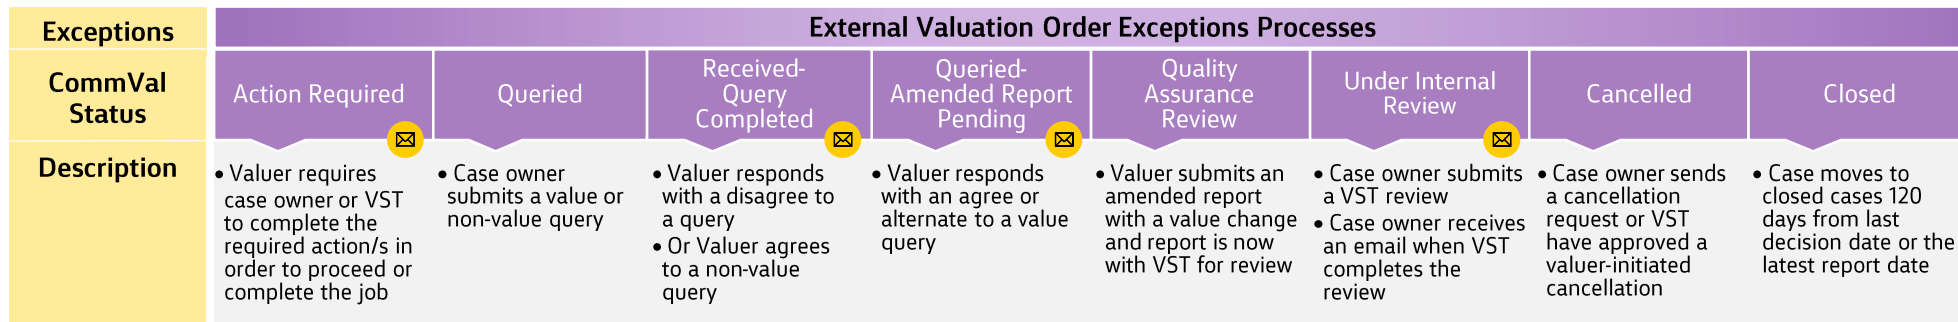 Exceptions
External Valuation Order Exceptions Processes
CommVal
Status
Action Required
Queried
Received-
Query
Completed
Queried-
Amended Report
Pending
Quality
Assurance
Review
Under Internal
Review
Cancelled
Closed
Description
• Valuer requires
case owner or VST
to complete the
required action/s in
order to proceed or
complete the job
• Case owner
submits a value or
non-value query
• Valuer responds
with a disagree to
a query
• Or Valuer agrees
to a non-value
query
• Valuer responds
with an agree or
alternate to a value
query
• Valuer submits an
amended report
with a value change
and report is now
with VST for review
• Case owner submits
a VST review
• Case owner receives
an email when VST
completes the
review
• Case owner sends
a cancellation
request or VST
have approved a
valuer-initiated
cancellation
• Case moves to
closed cases 120
days from last
decision date or the
latest report date